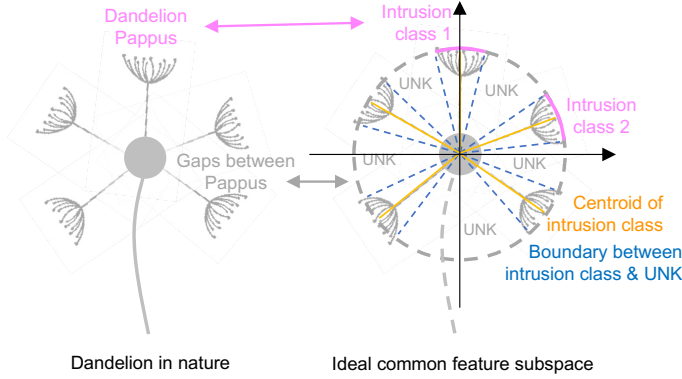 Dandelion
Pappus
Intrusion
class 1
UNK
UNK
Intrusion
class 2
Gaps between
Pappus
UNK
UNK
UNK
Centroid of
intrusion class
Boundary between
intrusion class & UNK
Dandelion in nature
Ideal common feature subspace